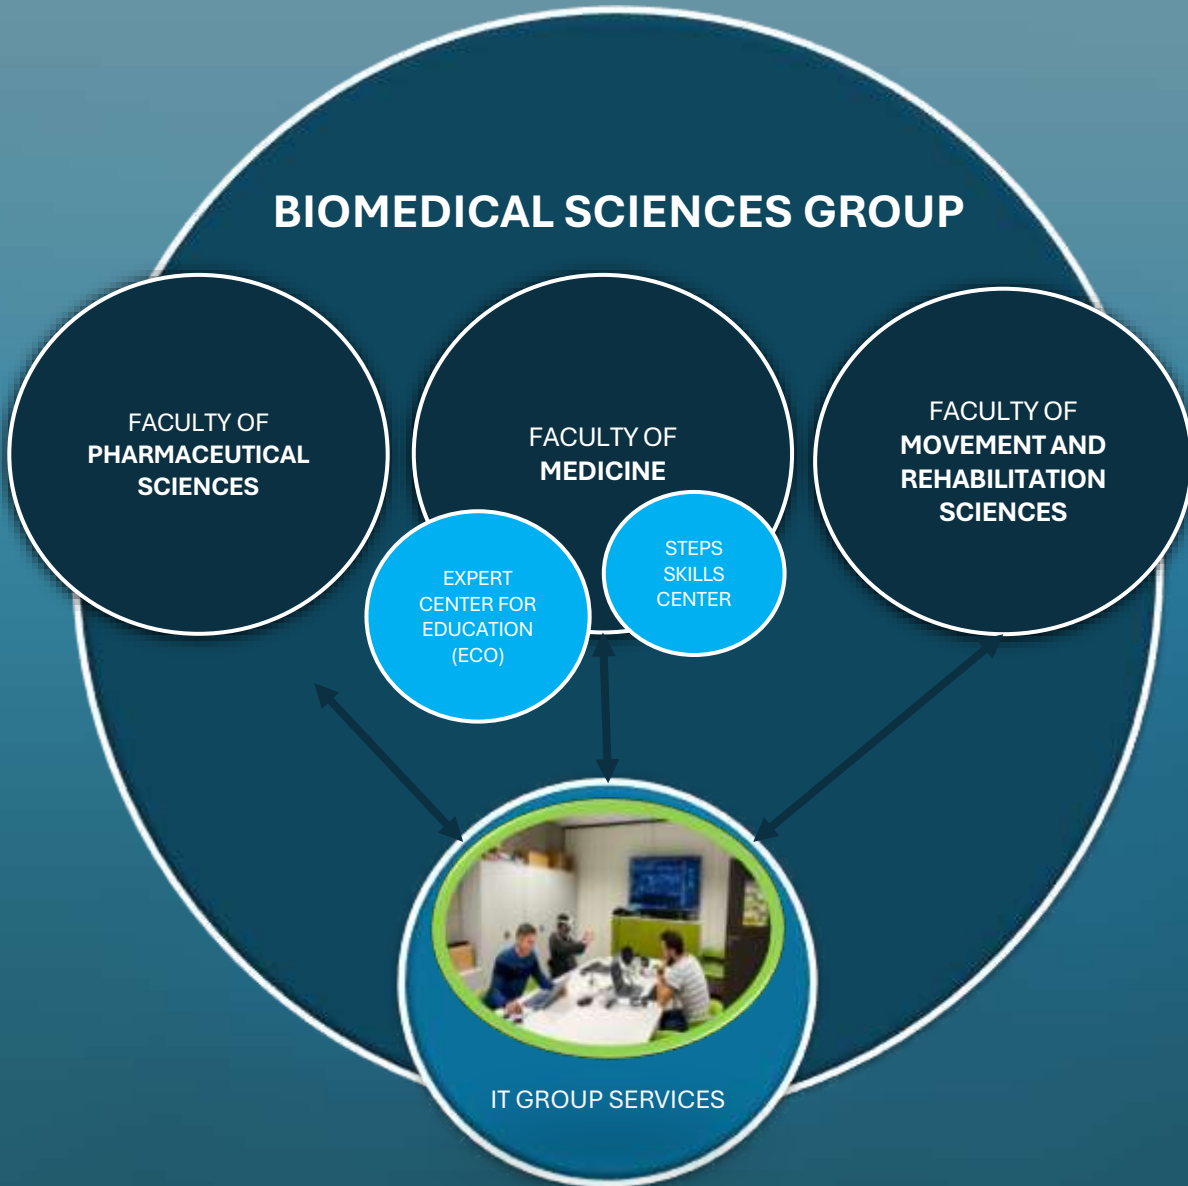 BIOMEDICAL SCIENCES GROUP
FACULTY OF
PHARMACEUTICAL
SCIENCES
FACULTY OF
MEDICINE
FACULTY OF
MOVEMENT AND
REHABILITATION
SCIENCES
EXPERT
CENTER FOR
EDUCATION
(ECO)
STEPS
SKILLS
CENTER
IT GROUP SERVICES